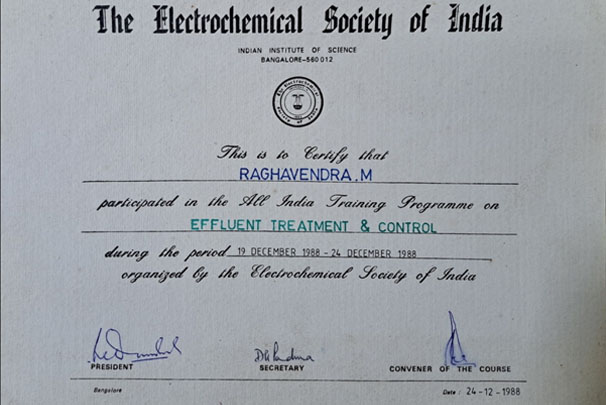 The Electrochemical Society of India
INDIAN INSTITUTE OF SCIENCE
BANGALORE-560 012
This is to Certify that
RAGHAVENDRA.M
participated in the All India Training Programme on
EFFLUENT TREATMENT & CONTROL
during the period 19 DECEMBER 1988 - 24 DECEMBER 1988
organized by the Electrochemical Society of India
PRESIDENT SECRETARY CONVENER OF THE COURSE
Bangalore Date : 24-12-1988